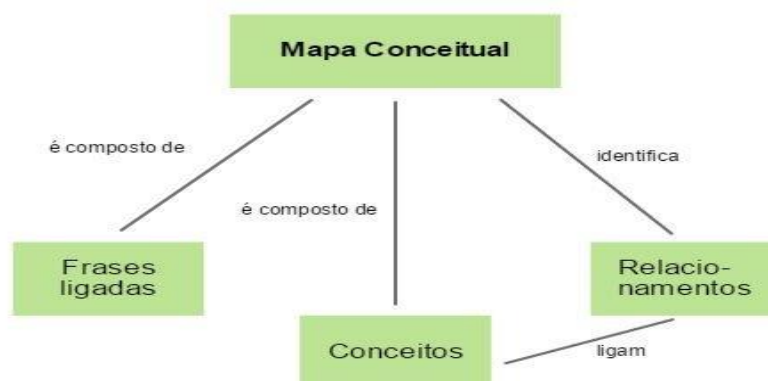 Mapa Conceitual
é composto de
identifica
é composto de
Frases
ligadas
Relacio-
namentos
Conceitos
ligam